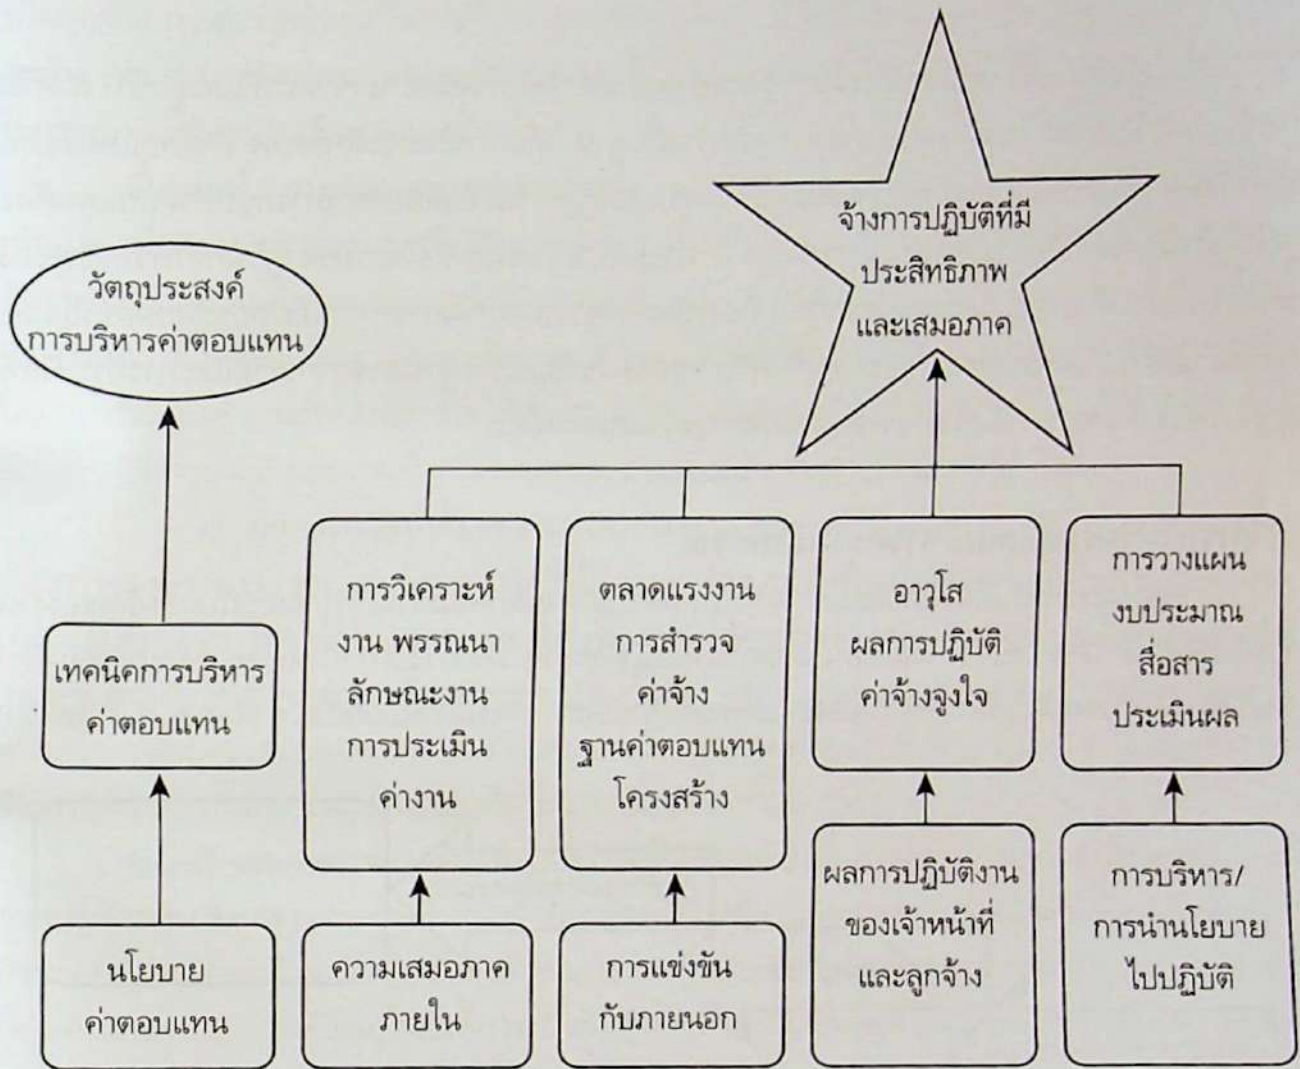 จ้างการปฏิบัติที่มี
ประสิทธิภาพ
และเสมอภาค
วัตถุประสงค์
การบริหารค่าตอบแทน
เทคนิคการบริหาร
ค่าตอบแทน
การวิเคราะห์
งาน พรรณนา
ลักษณะงาน
การประเมิน
ค่างาน
ตลาดแรงงาน
การสำรวจ
ค่าจ้าง
ฐานค่าตอบแทน
โครงสร้าง
อาวุโส
ผลการปฏิบัติ
ค่าจ้างจูงใจ
การวางแผน
งบประมาณ
สื่อสาร
ประเมินผล
นโยบาย
ค่าตอบแทน
ความเสมอภาค
ภายใน
การแข่งขัน
กับภายนอก
ผลการปฏิบัติงาน
ของเจ้าหน้าที่
และลูกจ้าง
การบริหาร/
การนำนโยบาย
ไปปฏิบัติ